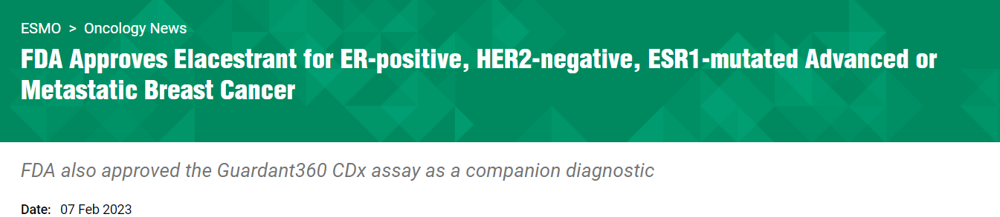 ESMO > Oncology News
FDA Approves Elacestrant for ER-positive, HER2-negative, ESR1-mutated Advanced or
Metastatic Breast Cancer
FDA also approved the Guardant360 CDx assay as a companion diagnostic
Date: 07 Feb 2023